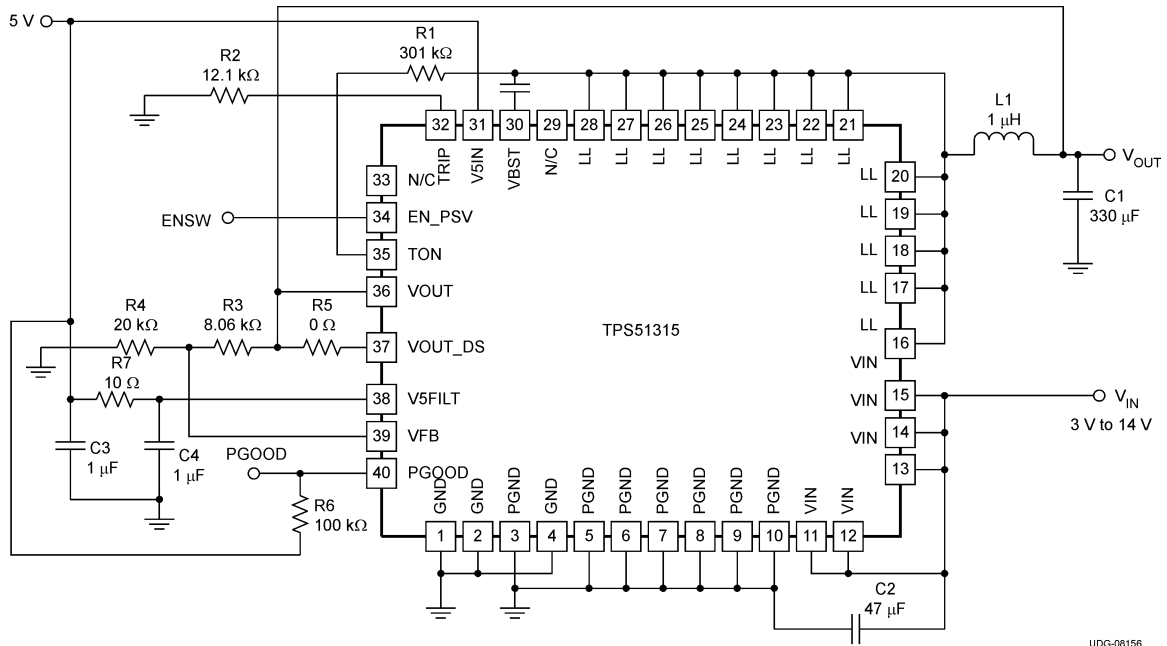 5 V
R1
301 kΩ
R2
12.1 kΩ
L1
1 µH
32 31 30 29 28 27 26 25 24 23 22 21
TRIP V5IN VBST N/C LL LL LL LL LL LL LL LL
VOUT
C1
330 µF
33 N/C
LL 20
ENSW
34 EN_PSV
LL 19
35 TON
LL 18
36 VOUT
LL 17
R4
20 kΩ
R3
8.06 kΩ
R5
0 Ω
37 VOUT_DS
TPS51315
LL
16
VIN
R7
10 Ω
38 V5FILT
VIN 15
VIN
3 V to 14 V
39 VFB
VIN 14
C3
1 µF
C4
1 µF
PGOOD
40 PGOOD
13
R6
100 kΩ
GND GND PGND GND PGND PGND PGND PGND PGND PGND VIN VIN
1 2 3 4 5 6 7 8 9 10 11 12
C2
47 µF
UDG-08156